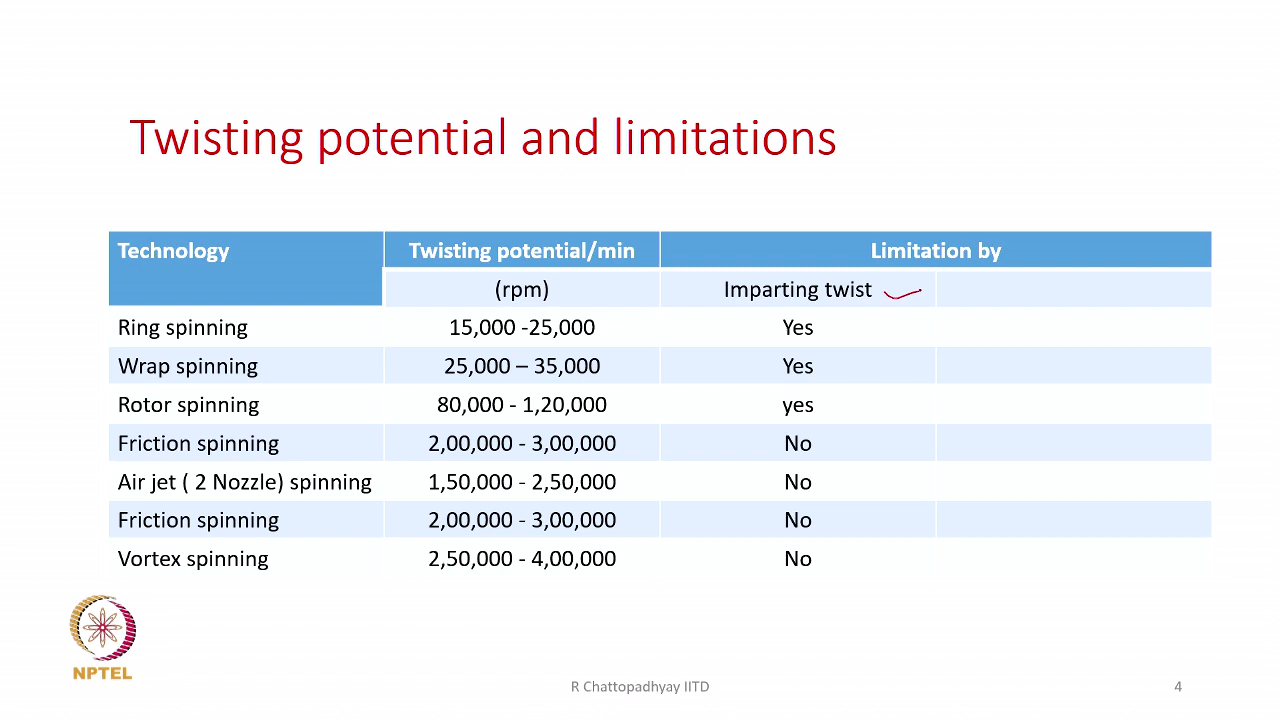 Twisting potential and limitations
Technology Twisting potential/min Limitation by
(rpm) Imparting twist
Ring spinning 15,000 -25,000 Yes
Wrap spinning 25,000 – 35,000 Yes
Rotor spinning 80,000 - 1,20,000 yes
Friction spinning 2,00,000 - 3,00,000 No
Air jet ( 2 Nozzle) spinning 1,50,000 - 2,50,000 No
Friction spinning 2,00,000 - 3,00,000 No
Vortex spinning 2,50,000 - 4,00,000 No
NPTEL
R Chattopadhyay IITD 4